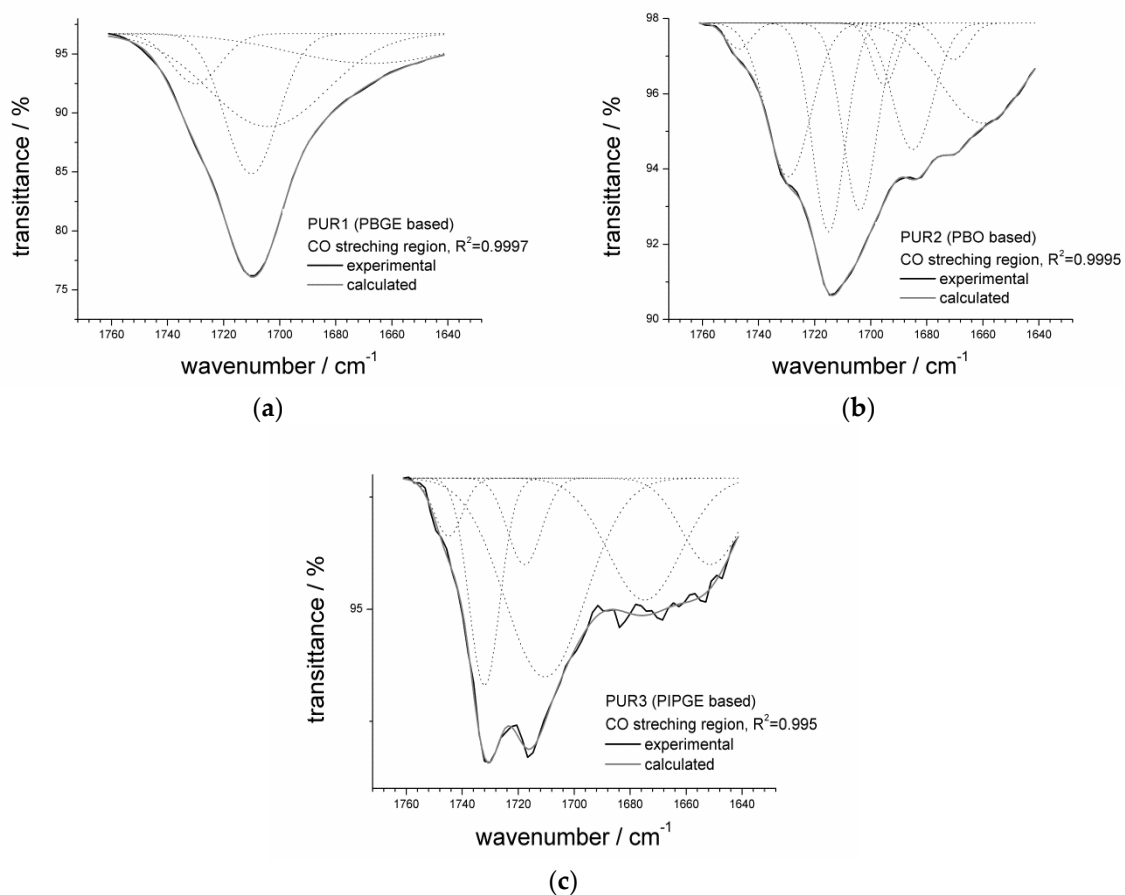 transittance / %
95
90
85
80
75
PUR1 (PBGE based)
CO streching region, R²=0.9997
experimental
calculated
1760 1740 1720 1700 1680 1660 1640
wavenumber / cm⁻¹
(a)
transittance / %
98
96
94
92
90
PUR2 (PBO based)
CO streching region, R²=0.9995
experimental
calculated
1760 1740 1720 1700 1680 1660 1640
wavenumber / cm⁻¹
(b)
transittance / %
95
PUR3 (PIPGE based)
CO streching region, R²=0.995
experimental
calculated
1760 1740 1720 1700 1680 1660 1640
wavenumber / cm⁻¹
(c)